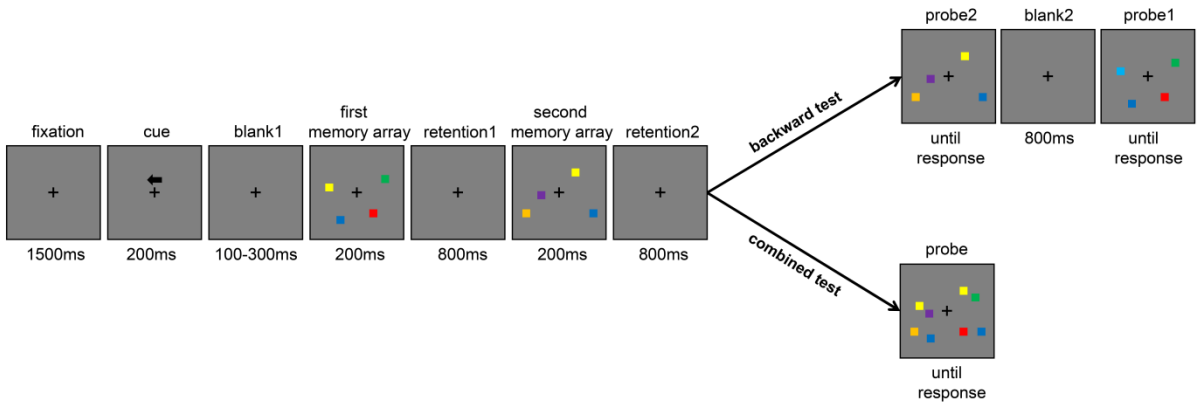 probe2 blank2 probe1
until response 800ms until response
backward test
fixation cue blank1 first memory array retention1 second memory array retention2
1500ms 200ms 100-300ms 200ms 800ms 200ms 800ms
combined test
probe
until
response